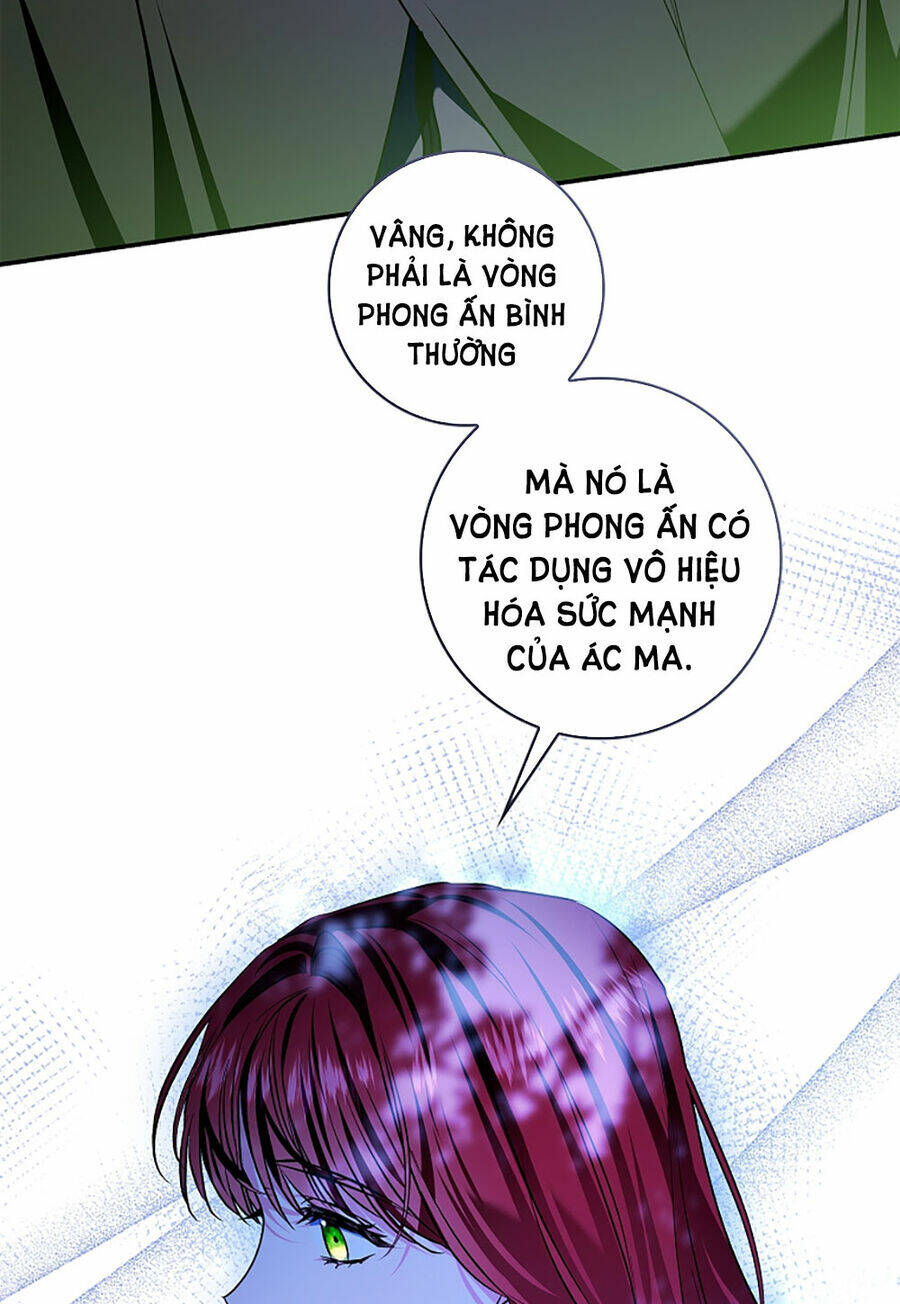 VÂNG, KHÔNG
PHẢI LÀ VÒNG
PHONG ẤN BÌNH
THƯỜNG
MÀ NÓ LÀ
VÒNG PHONG ẤN CÓ
TÁC DỤNG VÔ HIỆU
HÓA SỨC MẠNH
CỦA ÁC MA.